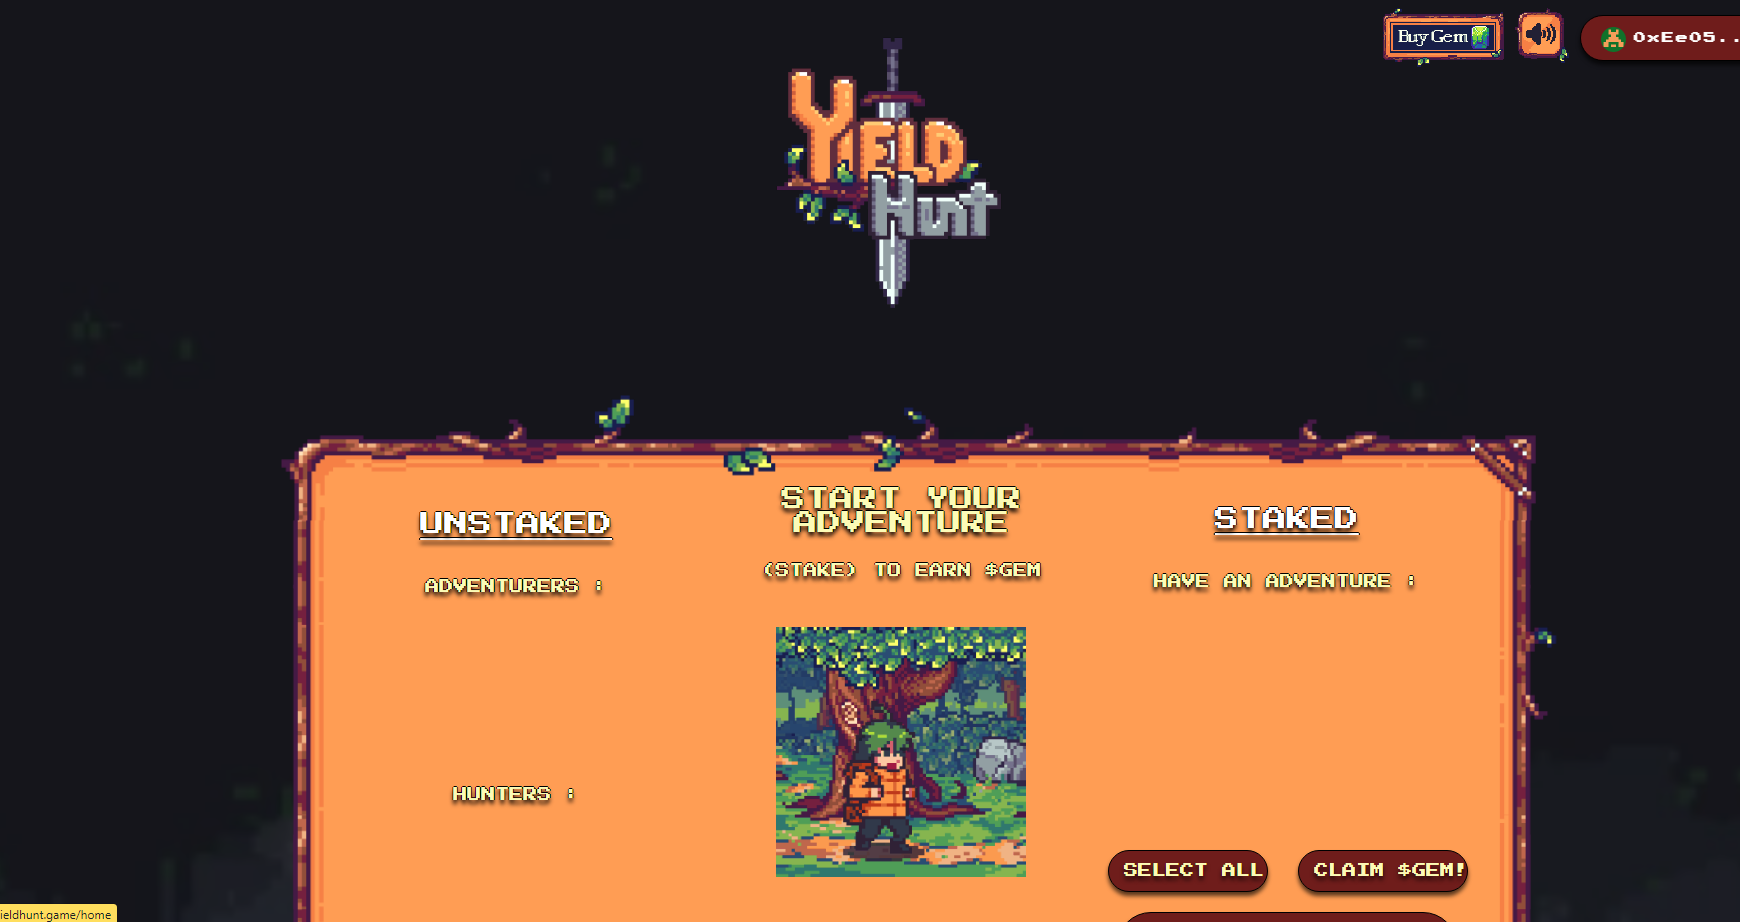 Buy Gem
0xEe05..
YIELD
Hunt
UNSTAKED
START YOUR
ADVENTURE
STAKED
(STAKE) TO EARN $GEM
ADVENTURERS :
HAVE AN ADVENTURE :
HUNTERS :
SELECT ALL
CLAIM $GEM!
ieldhunt.game/home